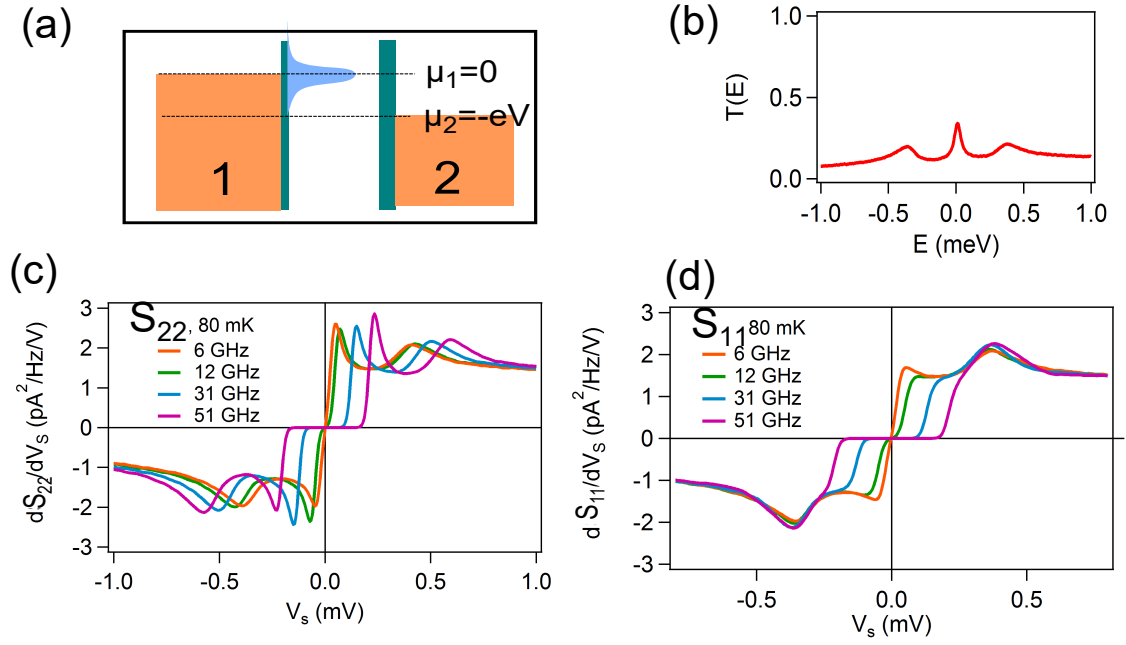 (a)
μ1=0
μ2=-eV
1
2
(b)
T(E)
1.0
0.5
0.0
-1.0 -0.5 0.0 0.5 1.0
E (meV)
(c)
dS22/dVs (pA²/Hz/V)
3
2
1
0
-1
-2
-3
S22, 80 mK
6 GHz
12 GHz
31 GHz
51 GHz
-1.0 -0.5 0.0 0.5 1.0
Vs (mV)
(d)
d S11/dVs (pA²/Hz/V)
3
2
1
0
-1
-2
-3
S11 80 mK
6 GHz
12 GHz
31 GHz
51 GHz
-0.5 0.0 0.5
Vs (mV)